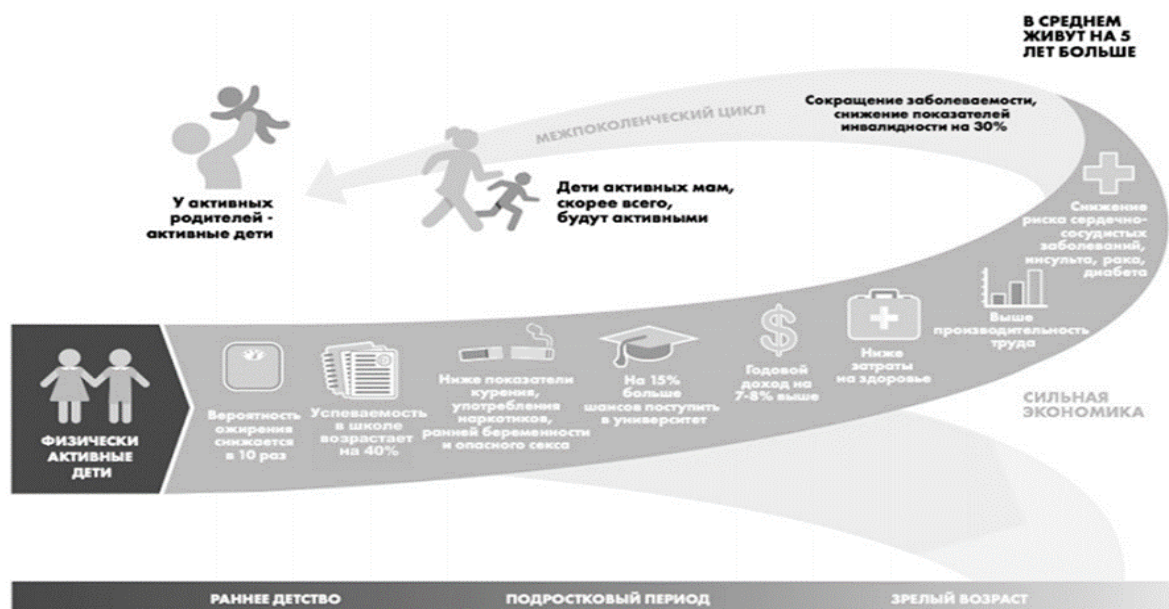 В СРЕДНЕМ
ЖИВУТ НА 5
ЛЕТ БОЛЬШЕ
МЕЖПОКОЛЕНЧЕСКИЙ ЦИКЛ
Сокращение заболеваемости,
снижение показателей
инвалидности на 30%
У активных
родителей -
активные дети
Дети активных мам,
скорее всего,
будут активными
ФИЗИЧЕСКИ
АКТИВНЫЕ
ДЕТИ
Вероятность
ожирения
снижается
в 10 раз
Успеваемость
в школе
возрастает
на 40%
Ниже показатели
курения,
употребления
наркотиков,
ранней беременности
и опасного секса
На 15%
больше
шансов поступить
в университет
$
Годовой
доход на
7-8% выше
Ниже
затраты
на здоровье
Выше
производительность
труда
Снижение
риска сердечно-
сосудистых
заболеваний,
инсульта, рака,
диабета
СИЛЬНАЯ
ЭКОНОМИКА
РАННЕЕ ДЕТСТВО
ПОДРОСТКОВЫЙ ПЕРИОД
ЗРЕЛЫЙ ВОЗРАСТ